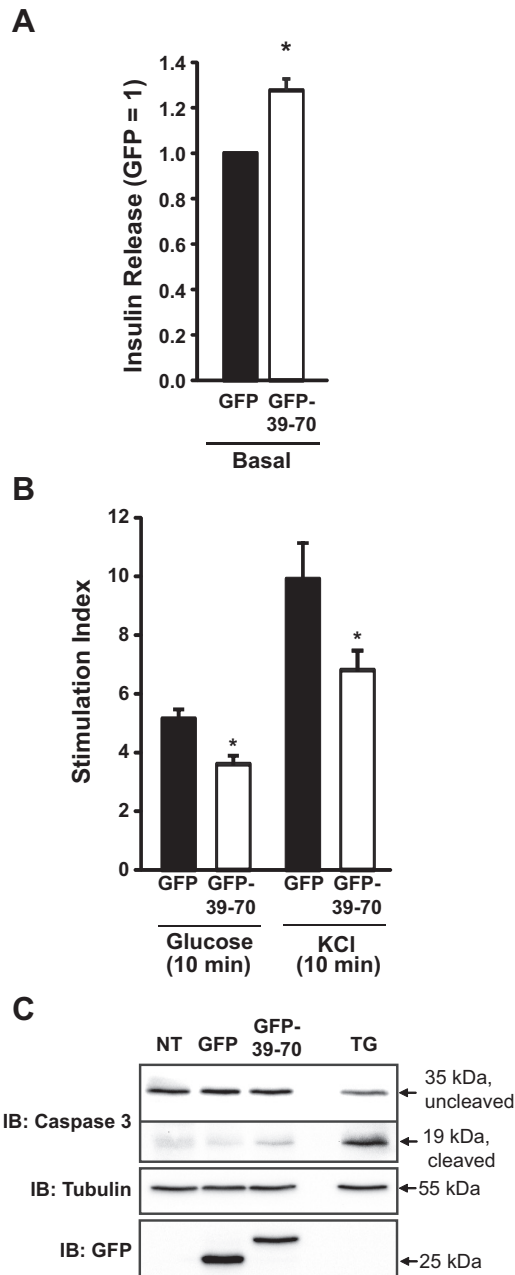 A
*
Insulin Release (GFP = 1)
1.4
1.2
1.0
0.8
0.6
0.4
0.2
0.0
GFP GFP-
39-70
Basal
B
Stimulation Index
12
10
8
6
4
2
0
*
*
GFP GFP- GFP GFP-
39-70 39-70
Glucose KCl
(10 min) (10 min)
C
NT GFP GFP- TG
39-70
IB: Caspase 3
35 kDa,
uncleaved
19 kDa,
cleaved
IB: Tubulin 55 kDa
IB: GFP 25 kDa